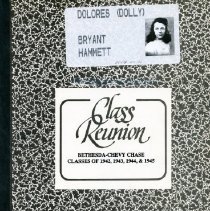 DOLORES (DOLLY)
BRYANT
HAMMETT
Class
Reunion
BETHESDA-CHEVY CHASE
CLASSES OF 1942, 1943, 1944, & 1945